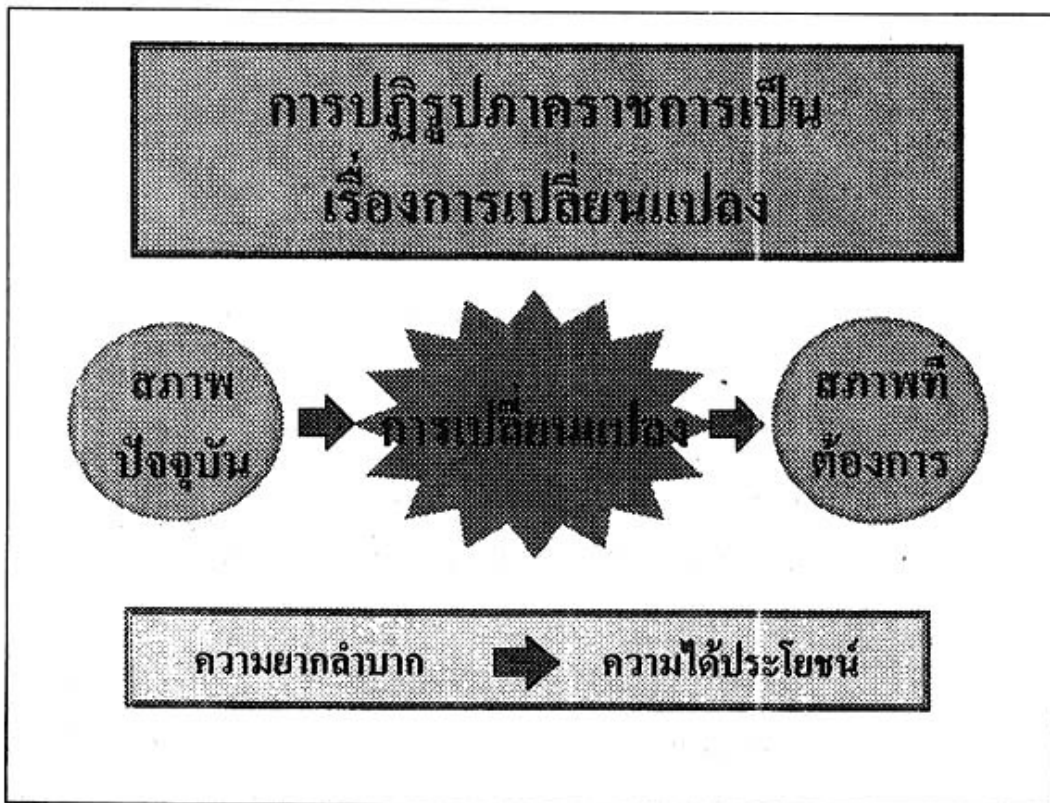 การปฏิรูปภาคราชการเป็น
เรื่องการเปลี่ยนแปลง
สภาพ
ปัจจุบัน
การเปลี่ยนแปลง
สภาพที่
ต้องการ
ความยากลำบาก
ความได้ประโยชน์